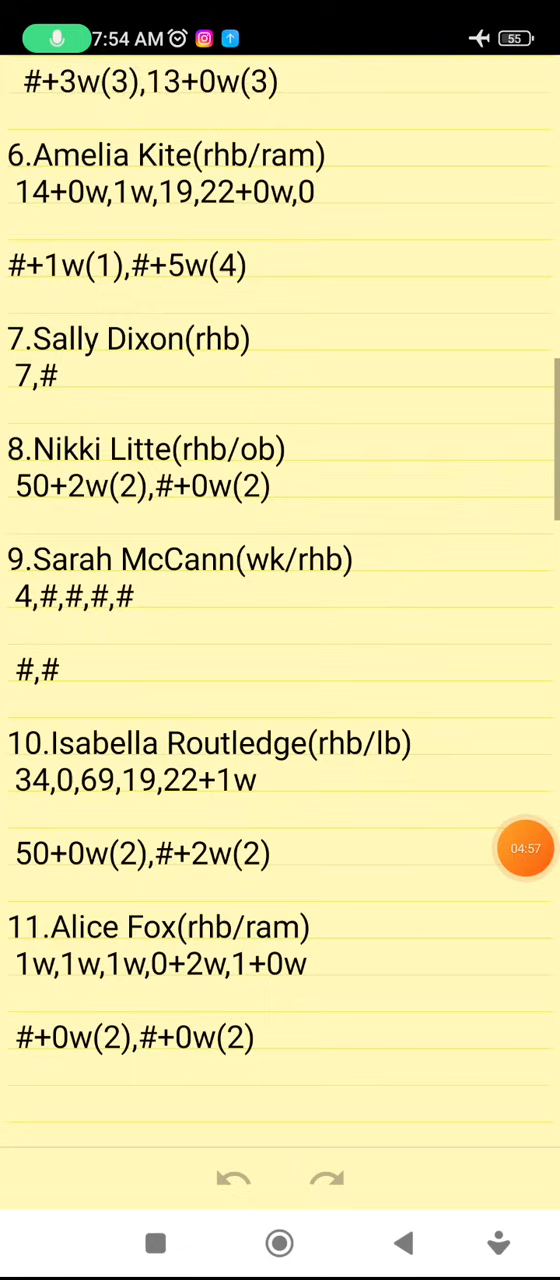 7:54 AM
55
#+3w(3),13+0w(3)
6.Amelia Kite(rhb/ram)
14+0w,1w,19,22+0w,0
#+1w(1),#+5w(4)
7.Sally Dixon(rhb)
7,#
8.Nikki Litte(rhb/ob)
50+2w(2),#+0w(2)
9.Sarah McCann(wk/rhb)
4,#,#,#,#
#,#
10.Isabella Routledge(rhb/lb)
34,0,69,19,22+1w
50+0w(2),#+2w(2)
04:57
11.Alice Fox(rhb/ram)
1w,1w,1w,0+2w,1+0w
#+0w(2),#+0w(2)